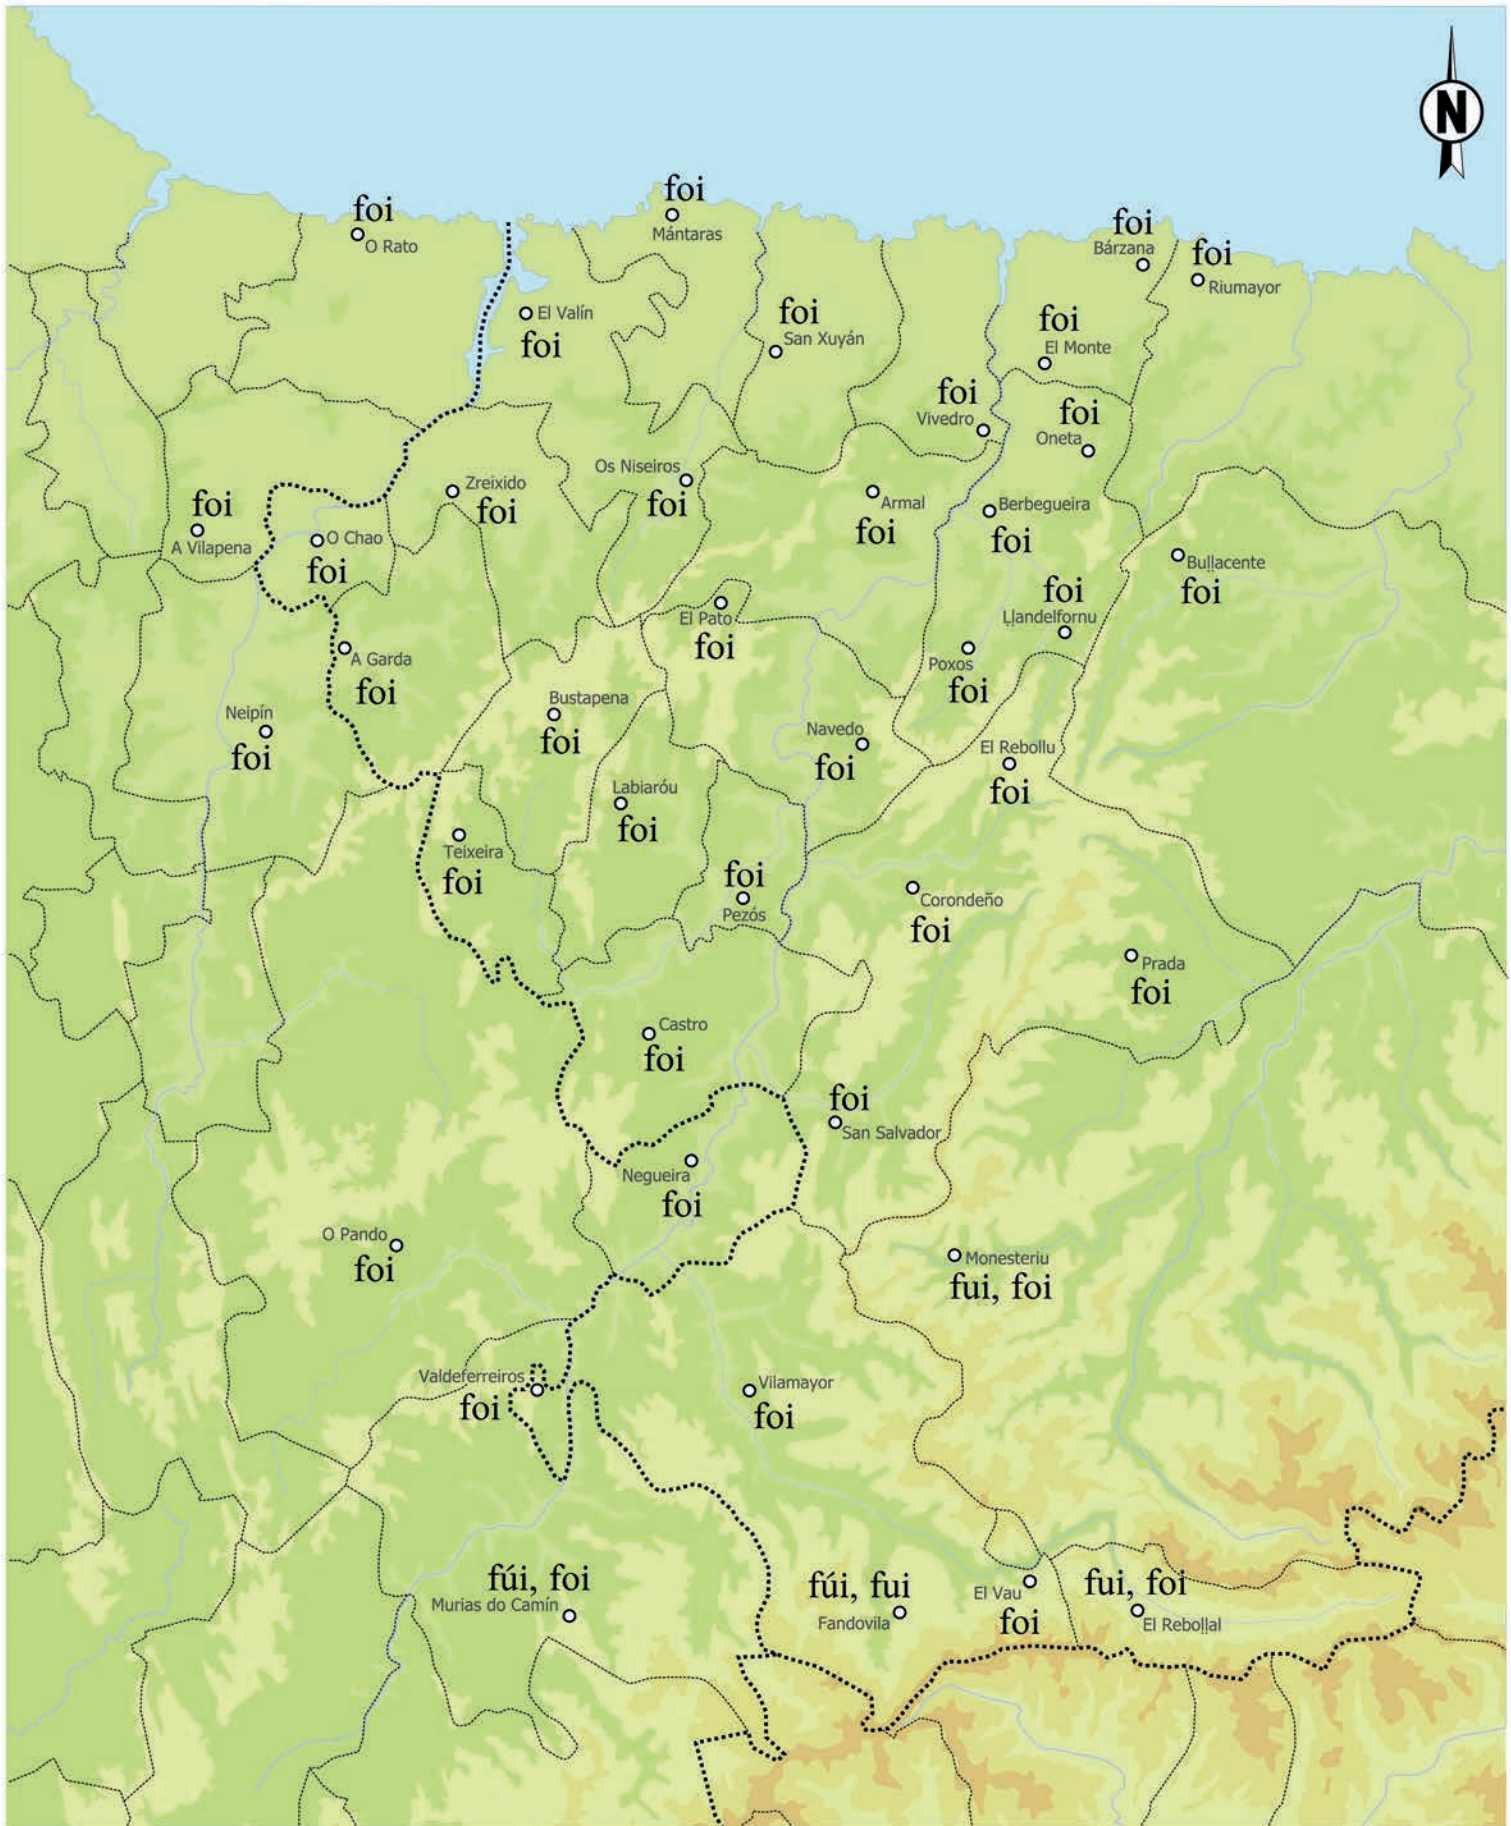 N
foi
O Rato
foi
Mántaras
foi
Bárzana
foi
Riumayor
El Valín
foi
foi
San Xuyán
foi
El Monte
foi
Vivedro
foi
Oneta
Os Niseiros
foi
Zreixido
foi
foi
A Vilapena
O Chao
foi
Armal
foi
Berbegueira
foi
Buḷḷacente
foi
foi
Ḷḷandelfornu
El Pato
foi
A Garda
foi
Poxos
foi
Bustapena
foi
Neipín
foi
Navedo
foi
El Rebollu
foi
Labiaróu
foi
Teixeira
foi
foi
Pezós
Corondeño
foi
Prada
foi
Castro
foi
foi
San Salvador
Negueira
foi
O Pando
foi
Monesteriu
fui, foi
Valdeferreiros
foi
Vilamayor
foi
fúi, foi
Murias do Camín
fúi, fui
Fandovila
El Vau
foi
fui, foi
El Reboḷḷal